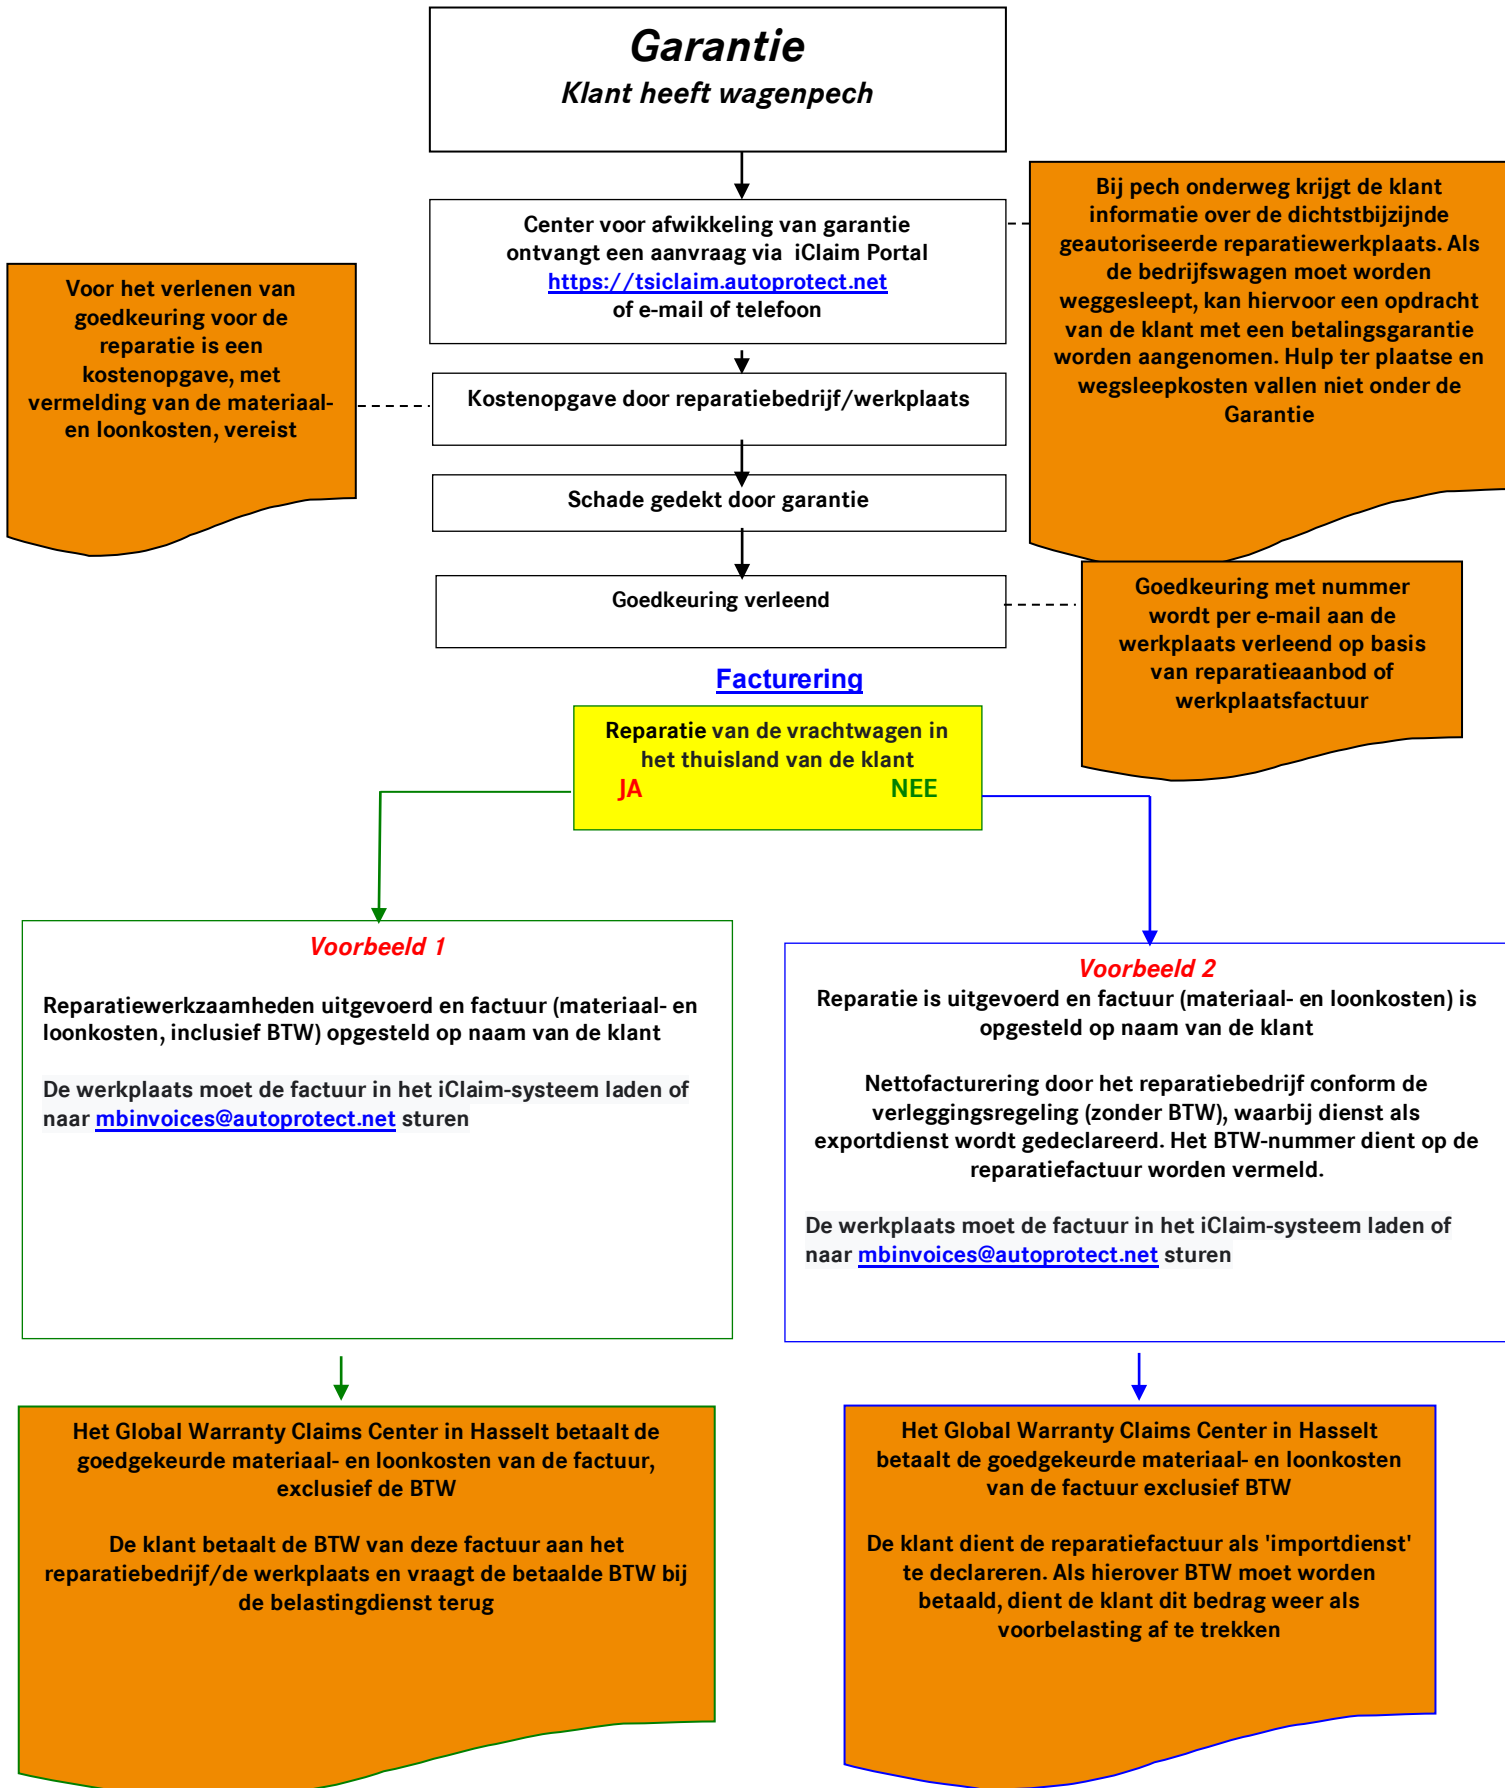 Garantie
Klant heeft wagenpech
Center voor afwikkeling van garantie
ontvangt een aanvraag via  iClaim Portal
https://tsiclaim.autoprotect.net
of e-mail of telefoon
Bij pech onderweg krijgt de klant
informatie over de dichtstbijzijnde
geautoriseerde reparatiewerkplaats. Als
de bedrijfswagen moet worden
weggesleept, kan hiervoor een opdracht
van de klant met een betalingsgarantie
worden aangenomen. Hulp ter plaatse en
wegsleepkosten vallen niet onder de
Garantie
Voor het verlenen van
goedkeuring voor de
reparatie is een
kostenopgave, met
vermelding van de materiaal-
en loonkosten, vereist
Kostenopgave door reparatiebedrijf/werkplaats
Schade gedekt door garantie
Goedkeuring verleend
Goedkeuring met nummer
wordt per e-mail aan de
werkplaats verleend op basis
van reparatieaanbod of
werkplaatsfactuur
Facturering
Reparatie van de vrachtwagen in
het thuisland van de klant
JA NEE
Voorbeeld 1
Reparatiewerkzaamheden uitgevoerd en factuur (materiaal- en
loonkosten, inclusief BTW) opgesteld op naam van de klant
De werkplaats moet de factuur in het iClaim-systeem laden of
naar mbinvoices@autoprotect.net sturen
Voorbeeld 2
Reparatie is uitgevoerd en factuur (materiaal- en loonkosten) is
opgesteld op naam van de klant
Nettofacturering door het reparatiebedrijf conform de
verleggingsregeling (zonder BTW), waarbij dienst als
exportdienst wordt gedeclareerd. Het BTW-nummer dient op de
reparatiefactuur worden vermeld.
De werkplaats moet de factuur in het iClaim-systeem laden of
naar mbinvoices@autoprotect.net sturen
Het Global Warranty Claims Center in Hasselt betaalt de
goedgekeurde materiaal- en loonkosten van de factuur,
exclusief de BTW
De klant betaalt de BTW van deze factuur aan het
reparatiebedrijf/de werkplaats en vraagt de betaalde BTW bij
de belastingdienst terug
Het Global Warranty Claims Center in Hasselt
betaalt de goedgekeurde materiaal- en loonkosten
van de factuur exclusief BTW
De klant dient de reparatiefactuur als 'importdienst'
te declareren. Als hierover BTW moet worden
betaald, dient de klant dit bedrag weer als
voorbelasting af te trekken